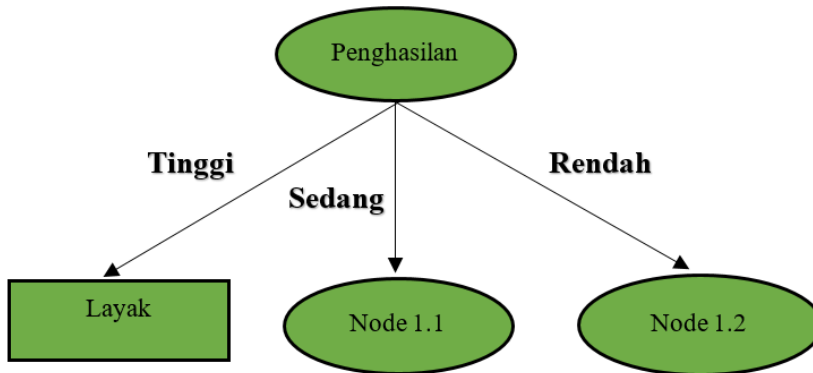 Penghasilan
Tinggi
Sedang
Rendah
Layak
Node 1.1
Node 1.2